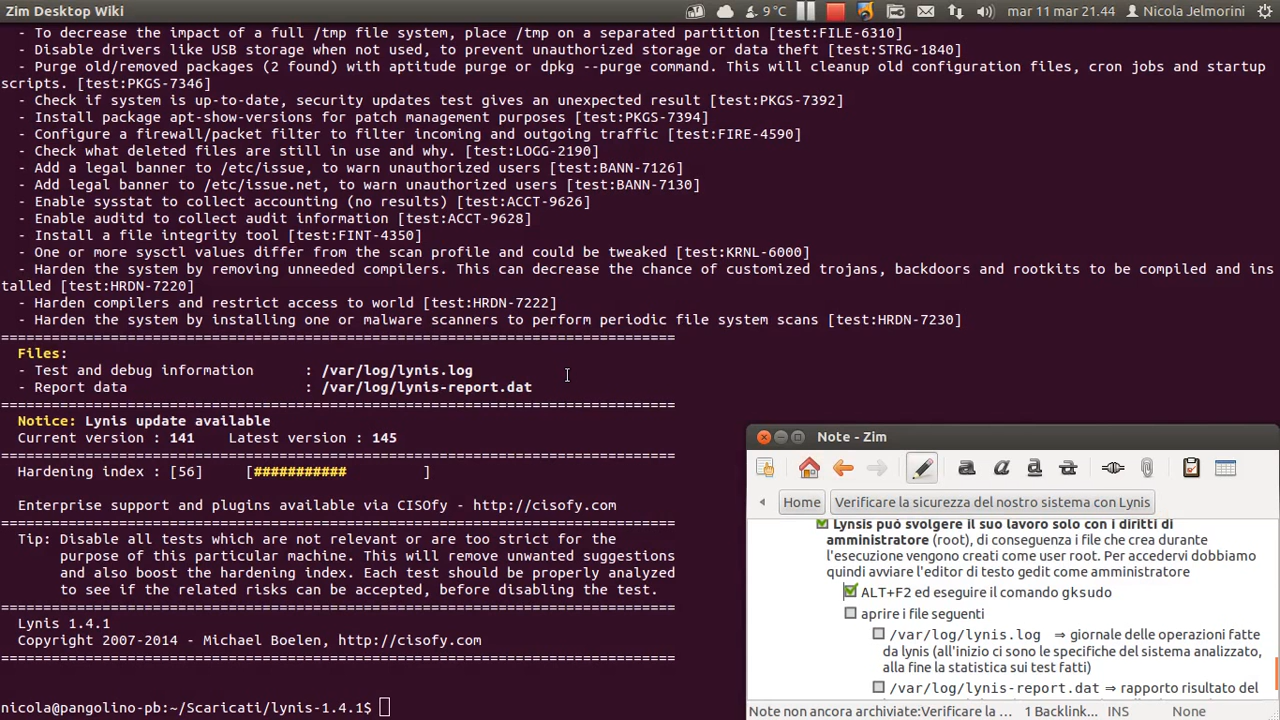 Zim Desktop Wiki
9 °C
mar 11 mar 21.44
Nicola Jelmorini
- To decrease the impact of a full /tmp file system, place /tmp on a separated partition [test:FILE-6310]
- Disable drivers like USB storage when not used, to prevent unauthorized storage or data theft [test:STRG-1840]
- Purge old/removed packages (2 found) with aptitude purge or dpkg --purge command. This will cleanup old configuration files, cron jobs and startup
scripts. [test:PKGS-7346]
- Check if system is up-to-date, security updates test gives an unexpected result [test:PKGS-7392]
- Install package apt-show-versions for patch management purposes [test:PKGS-7394]
- Configure a firewall/packet filter to filter incoming and outgoing traffic [test:FIRE-4590]
- Check what deleted files are still in use and why. [test:LOGG-2190]
- Add a legal banner to /etc/issue, to warn unauthorized users [test:BANN-7126]
- Add legal banner to /etc/issue.net, to warn unauthorized users [test:BANN-7130]
- Enable sysstat to collect accounting (no results) [test:ACCT-9626]
- Enable auditd to collect audit information [test:ACCT-9628]
- Install a file integrity tool [test:FINT-4350]
- One or more sysctl values differ from the scan profile and could be tweaked [test:KRNL-6000]
- Harden the system by removing unneeded compilers. This can decrease the chance of customized trojans, backdoors and rootkits to be compiled and ins
talled [test:HRDN-7220]
- Harden compilers and restrict access to world [test:HRDN-7222]
- Harden the system by installing one or malware scanners to perform periodic file system scans [test:HRDN-7230]
================================================================================
Files:
- Test and debug information      : /var/log/lynis.log
- Report data                     : /var/log/lynis-report.dat
================================================================================
Notice: Lynis update available
Current version : 141    Latest version : 145
================================================================================
Hardening index : [56]     [###########         ]
Enterprise support and plugins available via CISOfy - http://cisofy.com
================================================================================
Tip: Disable all tests which are not relevant or are too strict for the
purpose of this particular machine. This will remove unwanted suggestions
and also boost the hardening index. Each test should be properly analyzed
to see if the related risks can be accepted, before disabling the test.
================================================================================
Lynis 1.4.1
Copyright 2007-2014 - Michael Boelen, http://cisofy.com
================================================================================
nicola@pangolino-pb:~/Scaricati/lynis-1.4.1$
Note - Zim
Home
Verificare la sicurezza del nostro sistema con Lynis
Lynsis può svolgere il suo lavoro solo con i diritti di
amministratore (root), di conseguenza i file che crea durante
l'esecuzione vengono creati come user root. Per accedervi dobbiamo
quindi avviare l'editor di testo gedit come amministratore
ALT+F2 ed eseguire il comando gksudo
aprire i file seguenti
/var/log/lynis.log ⇒ giornale delle operazioni fatte
da lynis (all'inizio ci sono le specifiche del sistema analizzato,
alla fine la statistica sui test fatti)
/var/log/lynis-report.dat ⇒ rapporto risultato del
Note non ancora archiviate:Verificare la ...
1 Backlink...
INS
None